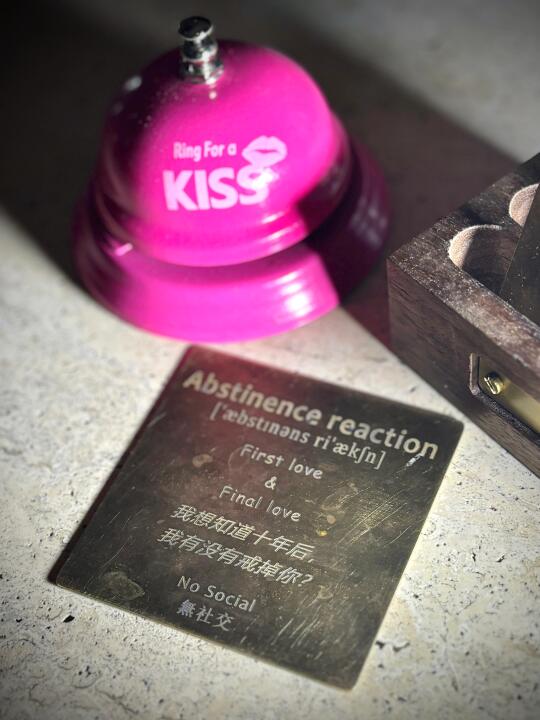 Ring For a
KISS
Abstinence reaction
['æbstɪnəns ri'ækʃn]
First love
&
Final love
我想知道十年后,
我有没有戒掉你?
No Social
無社交